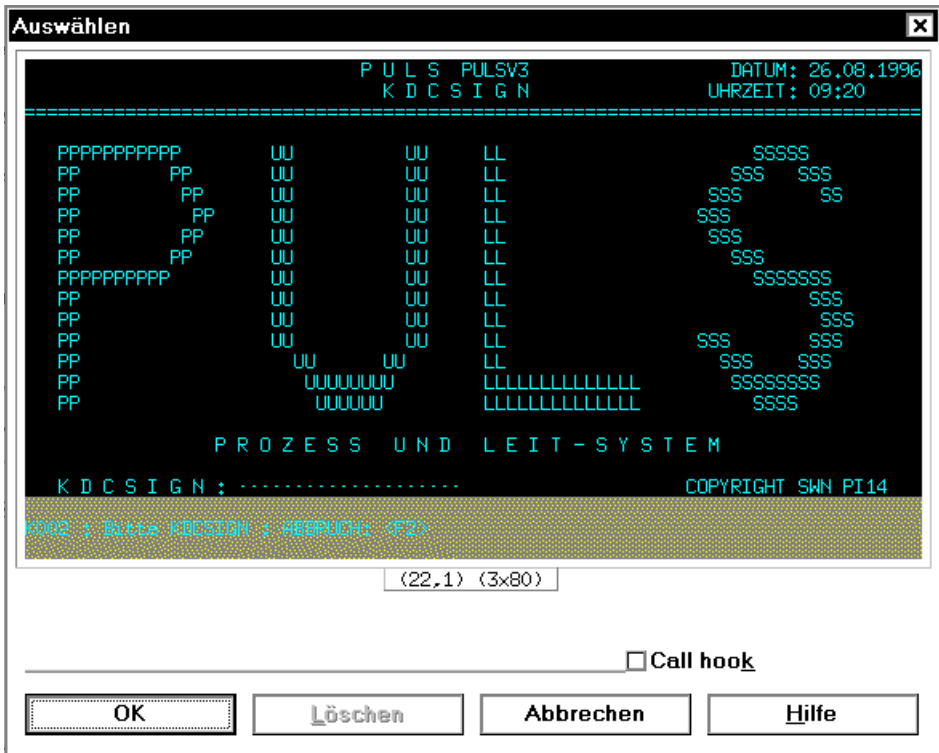 Auswählen
P U L S PULSV3 DATUM: 26.08.1996
K D C S I G N UHRZEIT: 09:20
================================================================================
PPPPPPPPPPP UU UU LL SSSSS
PP PP UU UU LL SSS SSS
PP PP UU UU LL SSS SS
PP PP UU UU LL SSS
PP PP UU UU LL SSS
PP PP UU UU LL SSS
PPPPPPPPPP UU UU LL SSSSSSS
PP UU UU LL SSS
PP UU UU LL SSS
PP UU UU LL SSS SSS
PP UU UU LL SSS SSS
PP UUUUUUUU LLLLLLLLLLLLLL SSSSSSSS
PP UUUUUU LLLLLLLLLLLLLL SSSS
P R O Z E S S U N D L E I T - S Y S T E M
K D C S I G N : .................... COPYRIGHT SWN PI14
K002 : Bitte KDCSIGN ; ABBRUCH: <F2>
(22,1) (3x80)
Call hook
OK Löschen Abbrechen Hilfe